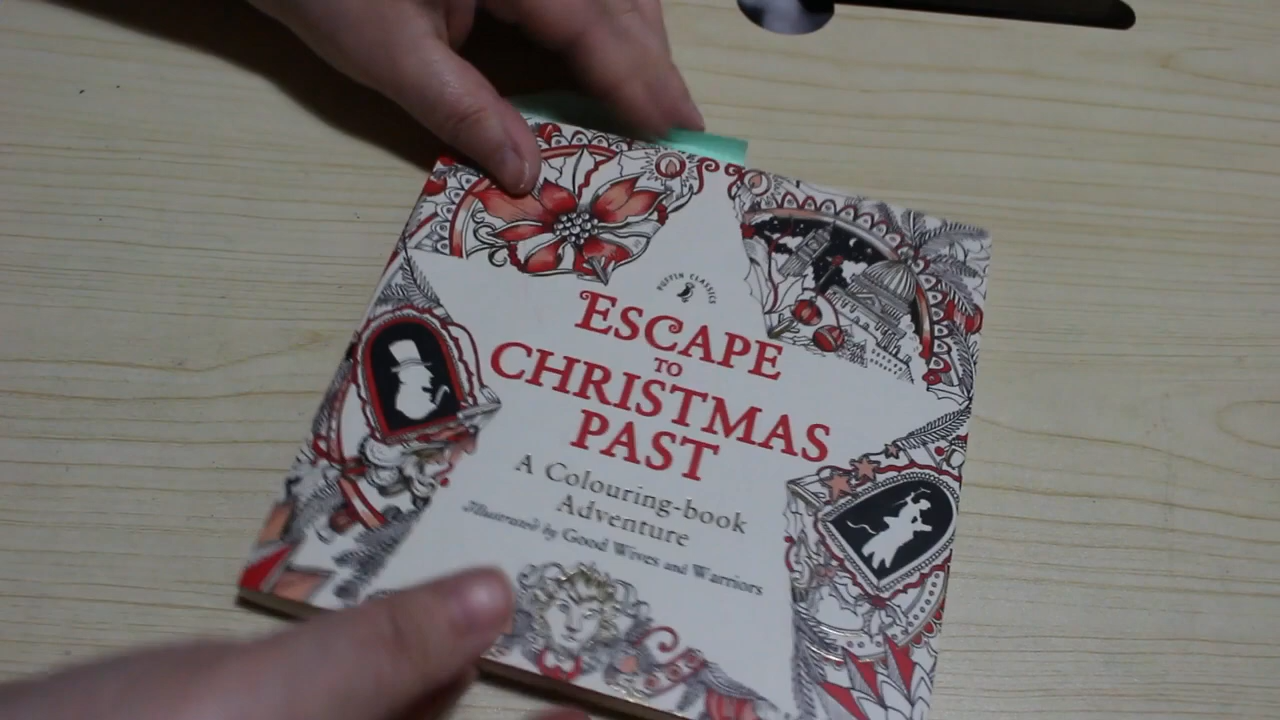 PUFFIN CLASSICS
ESCAPE
TO
CHRISTMAS
PAST
A Colouring-book
Adventure
Illustrated by Good Wives and Warriors